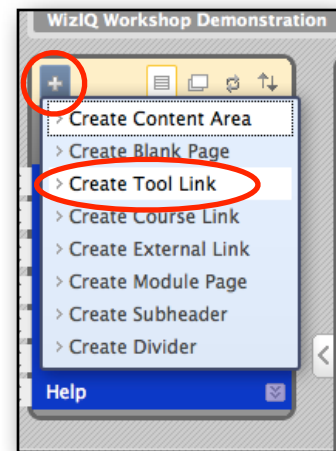 WizIQ Workshop Demonstration
+
> Create Content Area
> Create Blank Page
> Create Tool Link
> Create Course Link
> Create External Link
> Create Module Page
> Create Subheader
> Create Divider
Help